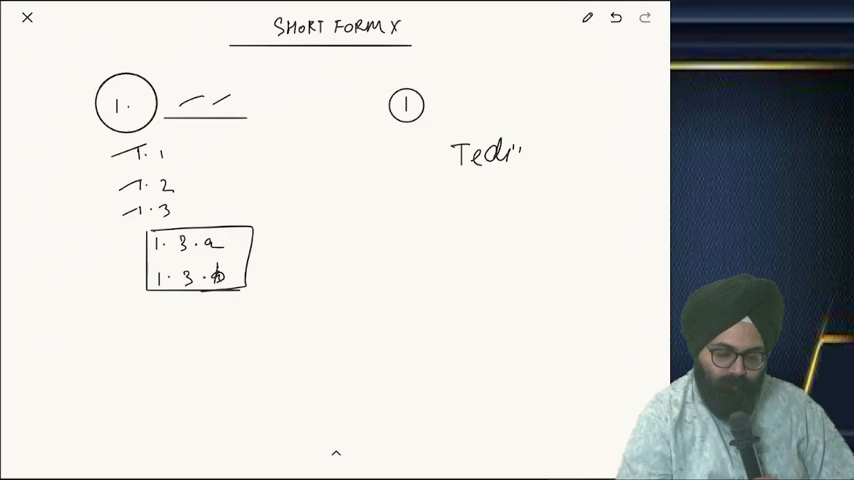 SHORT FORM X
1.
1. 1
1. 2
1. 3
1. 3. a
1. 3. b
1
Tedi